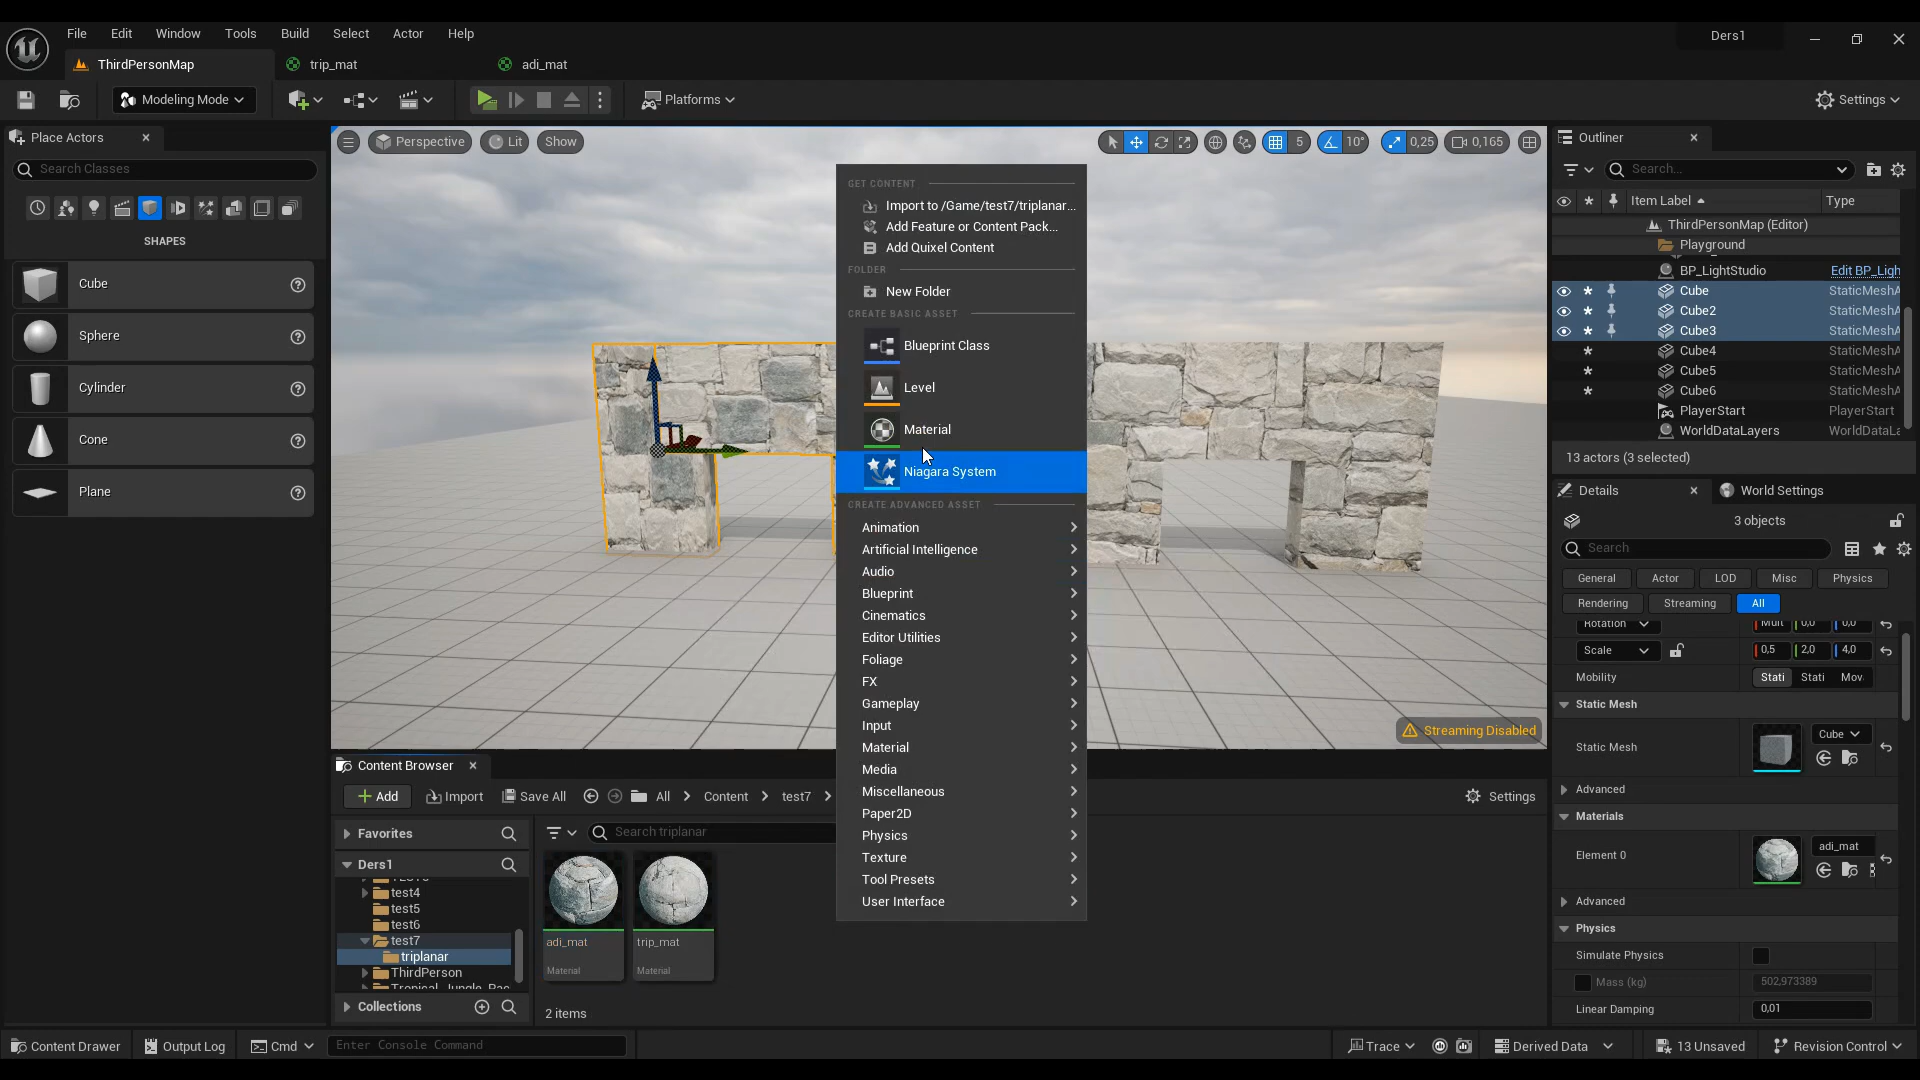 File Edit Window Tools Build Select Actor Help
Ders1
ThirdPersonMap
trip_mat
adi_mat
Modeling Mode
Platforms
Settings
Place Actors
Search Classes
SHAPES
Cube
Sphere
Cylinder
Cone
Plane
Perspective
Lit
Show
5
10°
0,25
0,165
GET CONTENT
Import to /Game/test7/triplanar...
Add Feature or Content Pack...
Add Quixel Content
FOLDER
New Folder
CREATE BASIC ASSET
Blueprint Class
Level
Material
Niagara System
CREATE ADVANCED ASSET
Animation
Artificial Intelligence
Audio
Blueprint
Cinematics
Editor Utilities
Foliage
FX
Gameplay
Input
Material
Media
Miscellaneous
Paper2D
Physics
Texture
Tool Presets
User Interface
Streaming Disabled
Content Browser
Add
Import
Save All
All
Content
test7
Settings
Favorites
Search triplanar
Ders1
test4
test5
test6
test7
triplanar
ThirdPerson
Tropical_Jungle_Pac
Collections
adi_mat
Material
trip_mat
Material
2 items
Outliner
Search...
Item Label
Type
ThirdPersonMap (Editor)
Playground
BP_LightStudio Edit BP_Ligh
Cube StaticMeshA
Cube2 StaticMeshA
Cube3 StaticMeshA
Cube4 StaticMeshA
Cube5 StaticMeshA
Cube6 StaticMeshA
PlayerStart PlayerStart
WorldDataLayers WorldDataLa
13 actors (3 selected)
Details
World Settings
3 objects
Search
General Actor LOD Misc Physics
Rendering Streaming All
Rotation Mult 0,0 0,0
Scale 0,5 2,0 4,0
Mobility Stati Stati Mov
Static Mesh
Static Mesh Cube
Advanced
Materials
Element 0 adi_mat
Advanced
Physics
Simulate Physics
Mass (kg) 502,973389
Linear Damping 0,01
Content Drawer
Output Log
Cmd
Enter Console Command
Trace
Derived Data
13 Unsaved
Revision Control